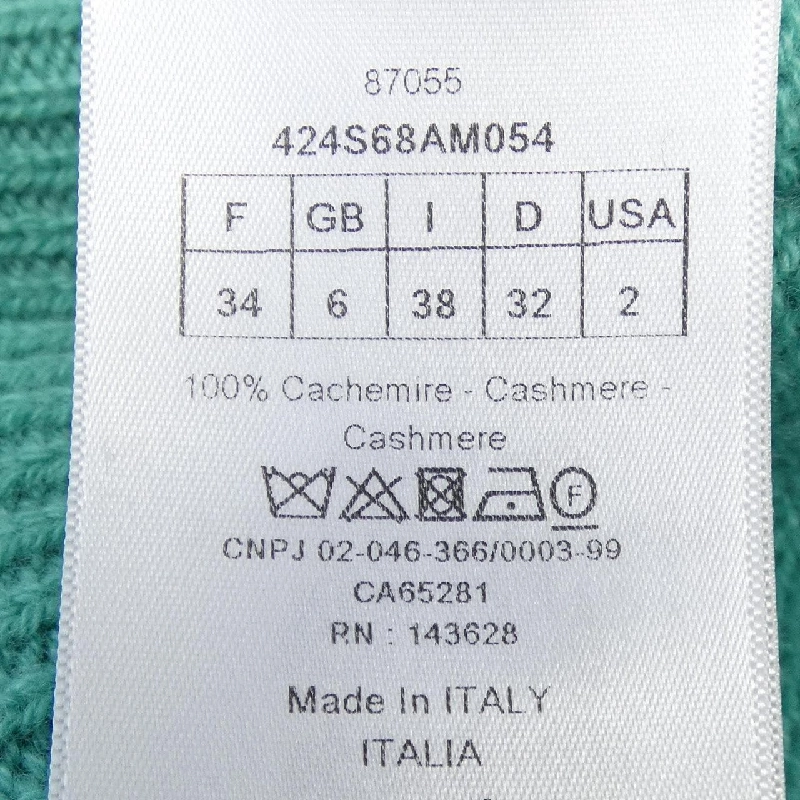 87055
424S68AM054
F GB I D USA
34 6 38 32 2
100% Cachemire - Cashmere -
Cashmere
F
CNPJ 02-046-366/0003-99
CA65281
RN : 143628
Made In ITALY
ITALIA